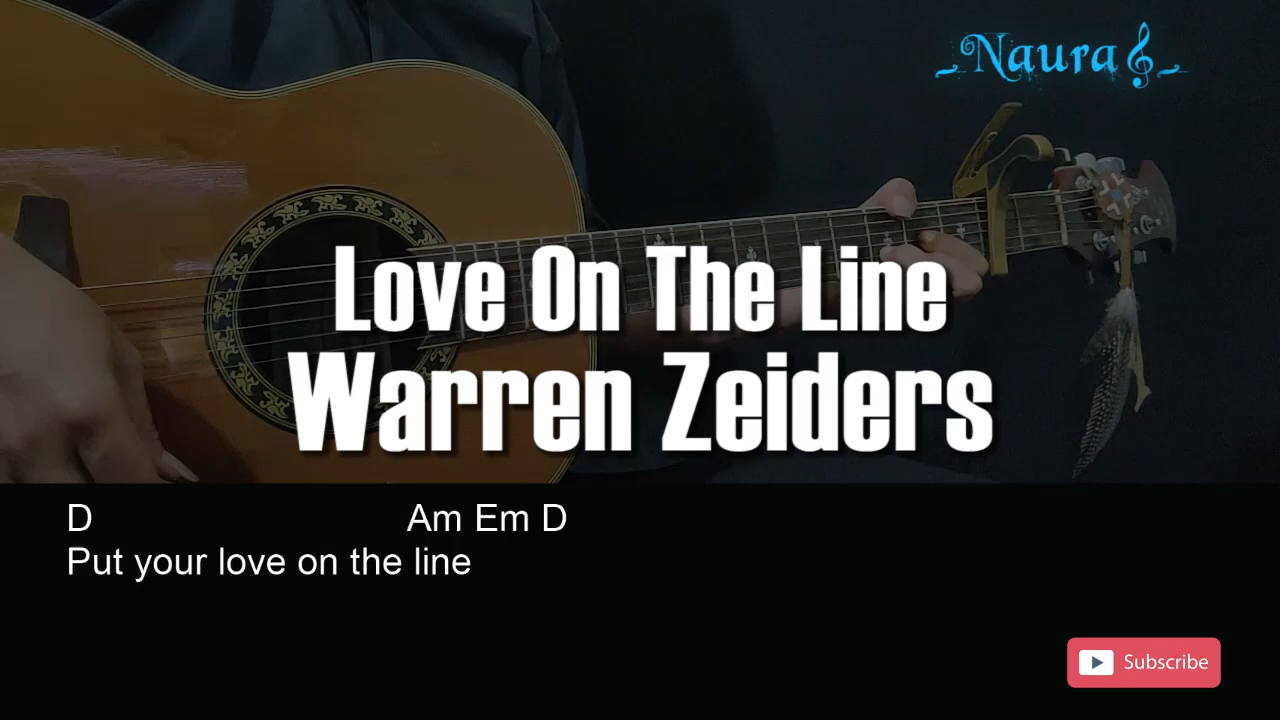 Naura
Love On The Line
Warren Zeiders
D Am Em D
Put your love on the line
Subscribe